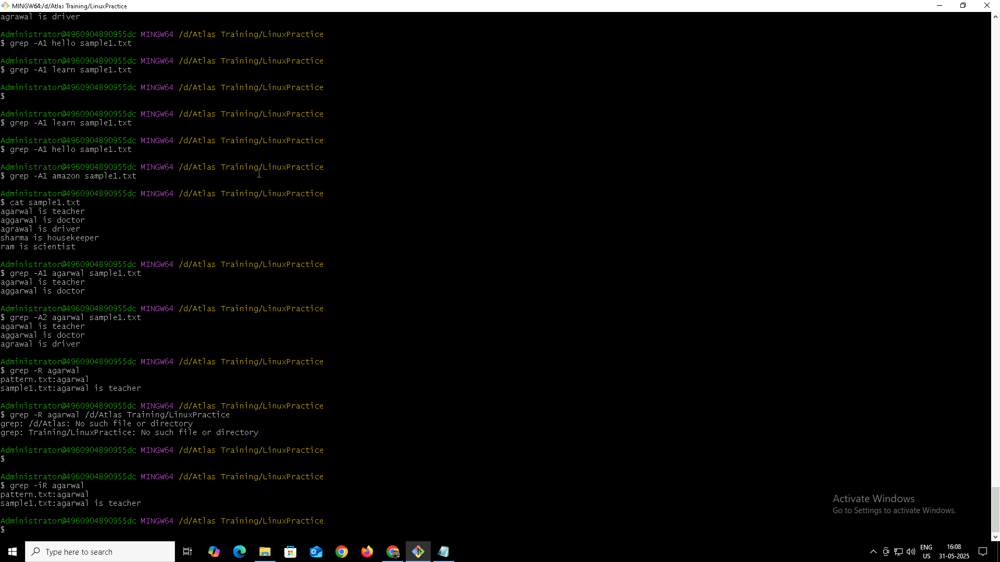 MINGW64:/d/Atlas Training/LinuxPractice
agrawal is driver
Administrator@4960904890955dc MINGW64 /d/Atlas Training/LinuxPractice
$ grep -A1 hello sample1.txt
Administrator@4960904890955dc MINGW64 /d/Atlas Training/LinuxPractice
$ grep -A1 learn sample1.txt
Administrator@4960904890955dc MINGW64 /d/Atlas Training/LinuxPractice
$
Administrator@4960904890955dc MINGW64 /d/Atlas Training/LinuxPractice
$ grep -A1 learn sample1.txt
Administrator@4960904890955dc MINGW64 /d/Atlas Training/LinuxPractice
$ grep -A1 hello sample1.txt
Administrator@4960904890955dc MINGW64 /d/Atlas Training/LinuxPractice
$ grep -A1 amazon sample1.txt
Administrator@4960904890955dc MINGW64 /d/Atlas Training/LinuxPractice
$ cat sample1.txt
agarwal is teacher
aggarwal is doctor
agrawal is driver
sharma is housekeeper
ram is scientist
Administrator@4960904890955dc MINGW64 /d/Atlas Training/LinuxPractice
$ grep -A1 agarwal sample1.txt
agarwal is teacher
aggarwal is doctor
Administrator@4960904890955dc MINGW64 /d/Atlas Training/LinuxPractice
$ grep -A2 agarwal sample1.txt
agarwal is teacher
aggarwal is doctor
agrawal is driver
Administrator@4960904890955dc MINGW64 /d/Atlas Training/LinuxPractice
$ grep -R agarwal
pattern.txt:agarwal
sample1.txt:agarwal is teacher
Administrator@4960904890955dc MINGW64 /d/Atlas Training/LinuxPractice
$ grep -R agarwal /d/Atlas Training/LinuxPractice
grep: /d/Atlas: No such file or directory
grep: Training/LinuxPractice: No such file or directory
Administrator@4960904890955dc MINGW64 /d/Atlas Training/LinuxPractice
$
Administrator@4960904890955dc MINGW64 /d/Atlas Training/LinuxPractice
$ grep -iR agarwal
pattern.txt:agarwal
sample1.txt:agarwal is teacher
Administrator@4960904890955dc MINGW64 /d/Atlas Training/LinuxPractice
$
Activate Windows
Go to Settings to activate Windows.
Type here to search
ENG
US
16:08
31-05-2025